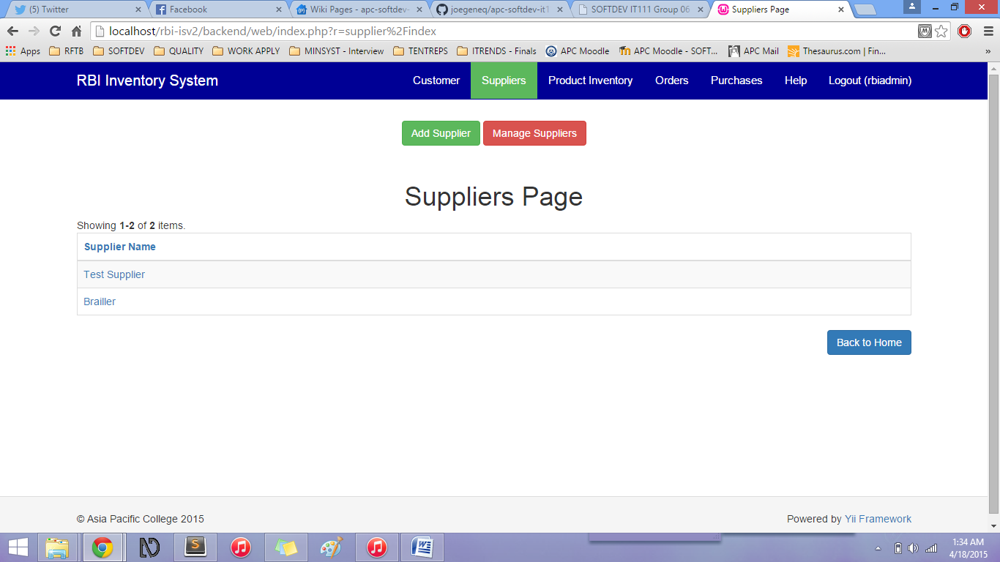 (5) Twitter
Facebook
Wiki Pages - apc-softdev-
joegeneq/apc-softdev-it1
SOFTDEV IT111 Group 06
Suppliers Page
localhost/rbi-isv2/backend/web/index.php?r=supplier%2Findex
Apps RFTB SOFTDEV QUALITY WORK APPLY MINSYST - Interview TENTREPS ITRENDS - Finals APC Moodle APC Moodle - SOFT... APC Mail Thesaurus.com | Fin... »
RBI Inventory System
Customer Suppliers Product Inventory Orders Purchases Help Logout (rbiadmin)
Add Supplier Manage Suppliers
Suppliers Page
Showing 1-2 of 2 items.
Supplier Name
Test Supplier
Brailler
Back to Home
© Asia Pacific College 2015
Powered by Yii Framework
1:34 AM
4/18/2015